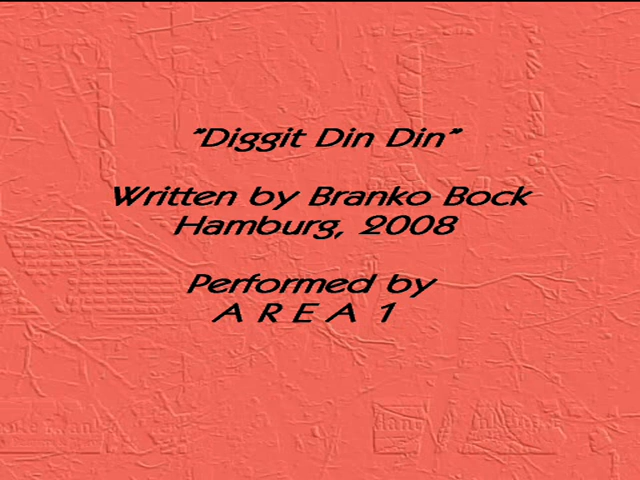 "Diggit Din Din"
Written by Branko Bock
Hamburg, 2008
Performed by
A R E A 1